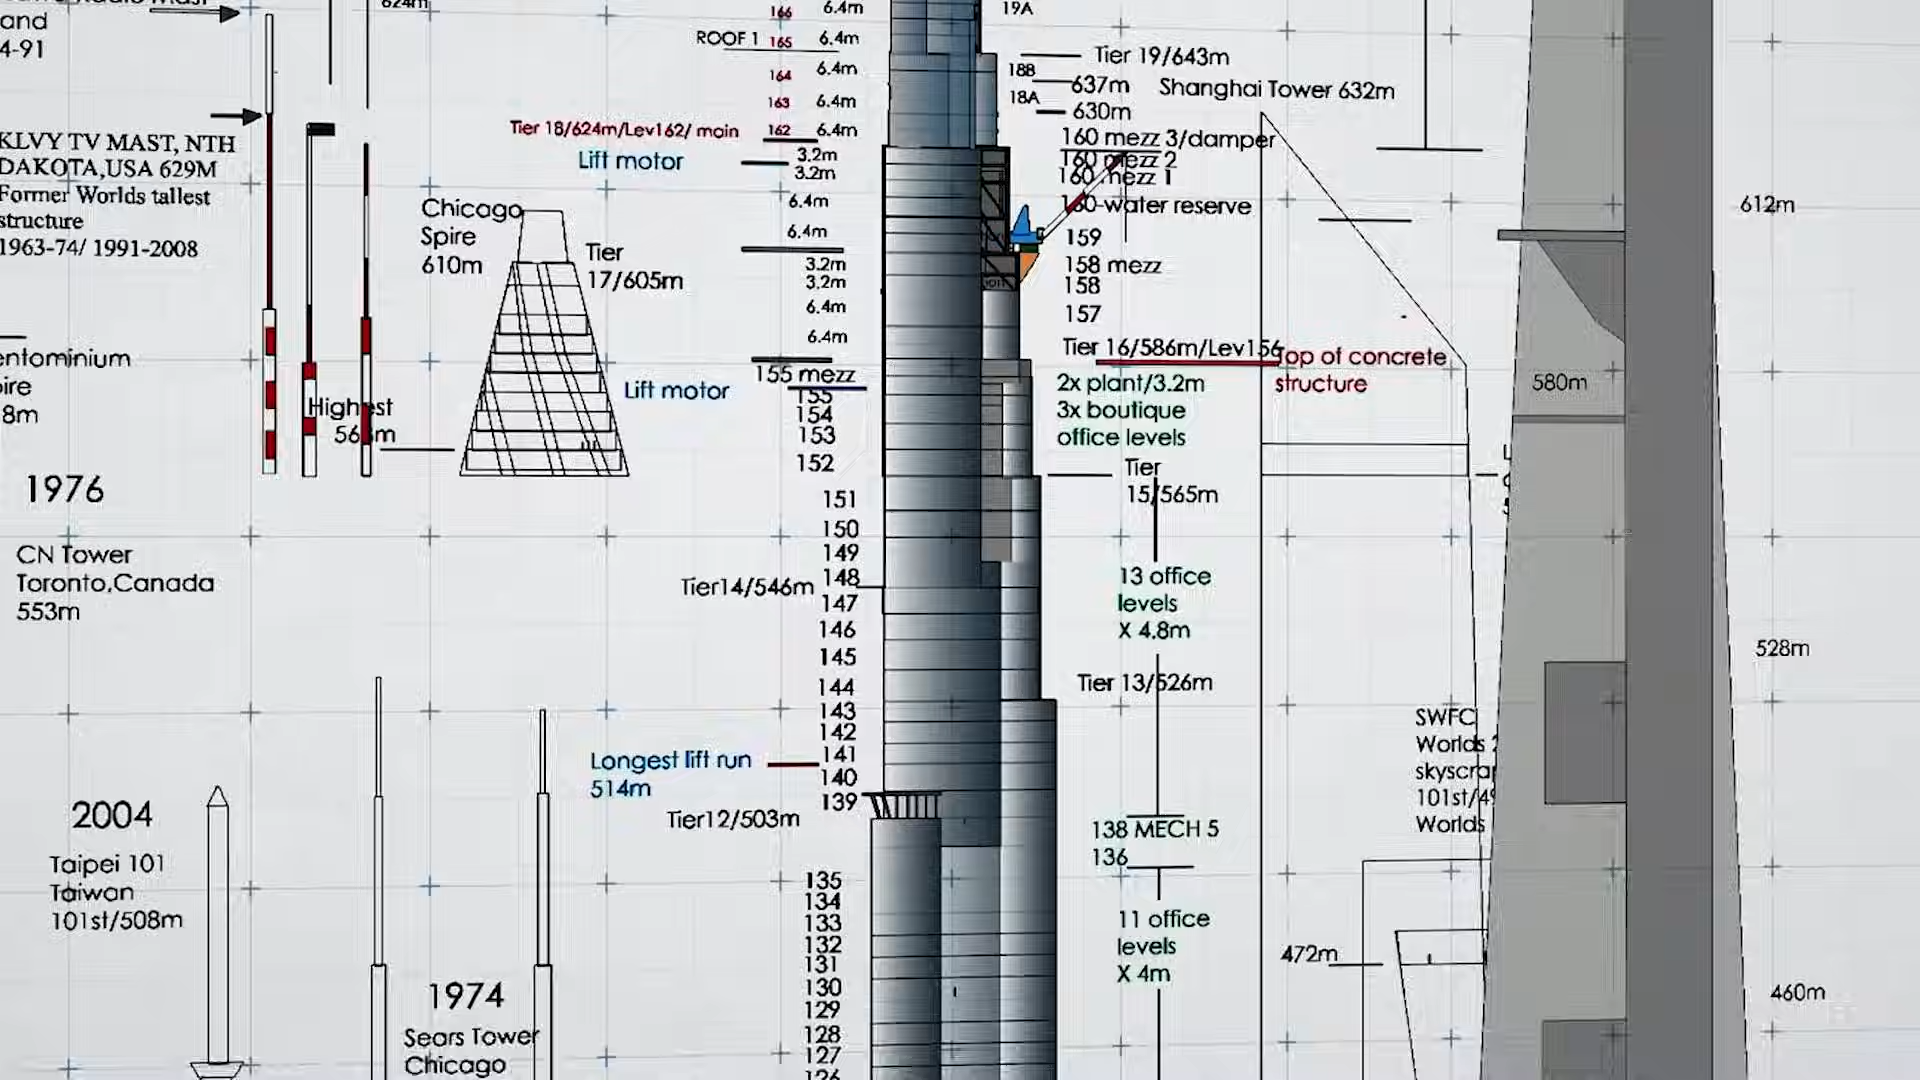 and
4-91
624m
166 6.4m
19A
ROOF 1 165 6.4m
164 6.4m
163 6.4m
Tier 18/624m/Lev162/ main 162 6.4m
Lift motor
3.2m
3.2m
6.4m
6.4m
3.2m
3.2m
6.4m
6.4m
Tier 19/643m
18B
637m
18A
630m
Shanghai Tower 632m
160 mezz 3/damper
160 mezz 2
160 mezz 1
160 water reserve
159
158 mezz
158
157
612m
KLVY TV MAST, NTH
DAKOTA,USA 629M
Former Worlds tallest
structure
1963-74/ 1991-2008
Chicago
Spire
610m
Tier
17/605m
entominium
ire
8m
Highest
Lift motor
155 mezz
155
154
153
152
Tier 16/586m/Lev156
Top of concrete
structure
2x plant/3.2m
3x boutique
office levels
580m
Tier
15/565m
1976
CN Tower
Toronto,Canada
553m
151
150
149
148
Tier14/546m
147
146
145
144
143
142
141
140
139
13 office
levels
X 4.8m
Tier 13/526m
528m
Longest lift run
514m
Tier12/503m
SWFC
Worlds
skyscra
101st/4
Worlds
2004
Taipei 101
Taiwan
101st/508m
138 MECH 5
136
135
134
133
132
131
130
129
128
127
126
11 office
levels
X 4m
472m
460m
1974
Sears Tower
Chicago